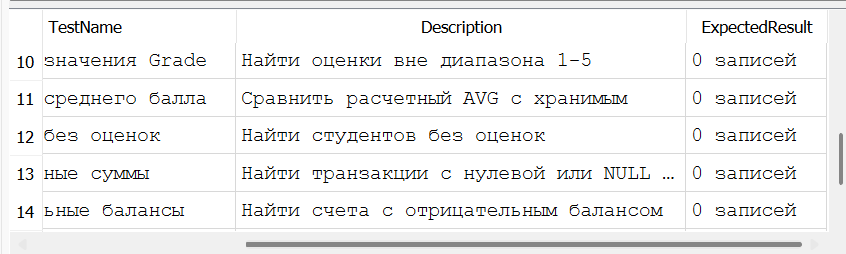 TestName Description ExpectedResult
10 значения Grade Найти оценки вне диапазона 1-5 0 записей
11 среднего балла Сравнить расчетный AVG с хранимым 0 записей
12 без оценок Найти студентов без оценок 0 записей
13 ные суммы Найти транзакции с нулевой или NULL … 0 записей
14 ьные балансы Найти счета с отрицательным балансом 0 записей